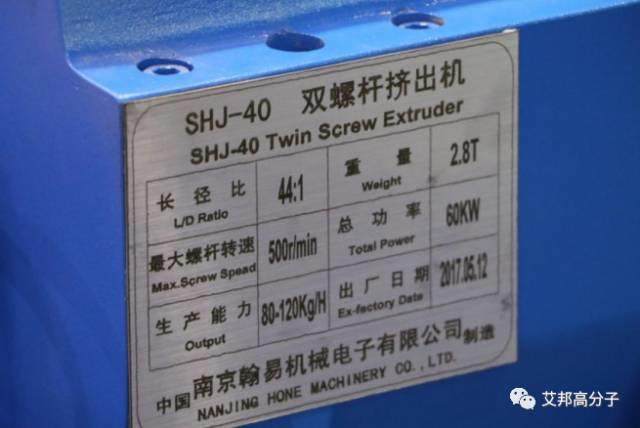 SHJ-40 双螺杆挤出机
SHJ-40 Twin Screw Extruder
长径比 44:1 重量 2.8T
L/D Ratio Weight
最大螺杆转速 500r/min 总功率 60KW
Max.Screw Spead Total Power
生产能力 80-120Kg/H 出厂日期 2017.05.12
Output Ex-factory Date
中国南京翰易机械电子有限公司制造
NANJING HONE MACHINERY CO., LTD.
艾邦高分子